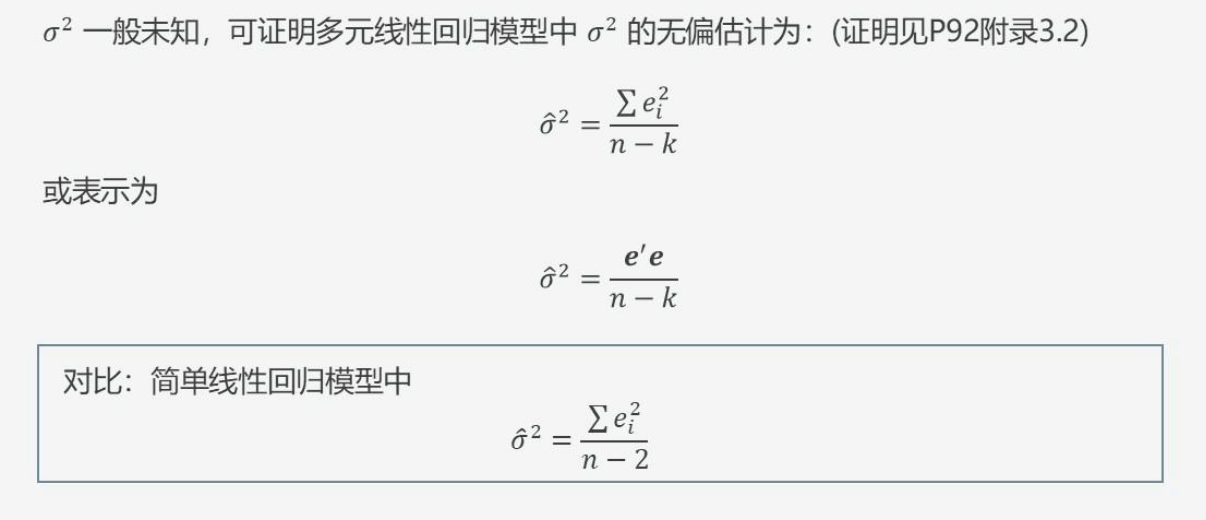 σ² 一般未知，可证明多元线性回归模型中 σ² 的无偏估计为：(证明见P92附录3.2)
σ̂² = ∑ eᵢ² / (n − k)
或表示为
σ̂² = e′e / (n − k)
对比：简单线性回归模型中
σ̂² = ∑ eᵢ² / (n − 2)